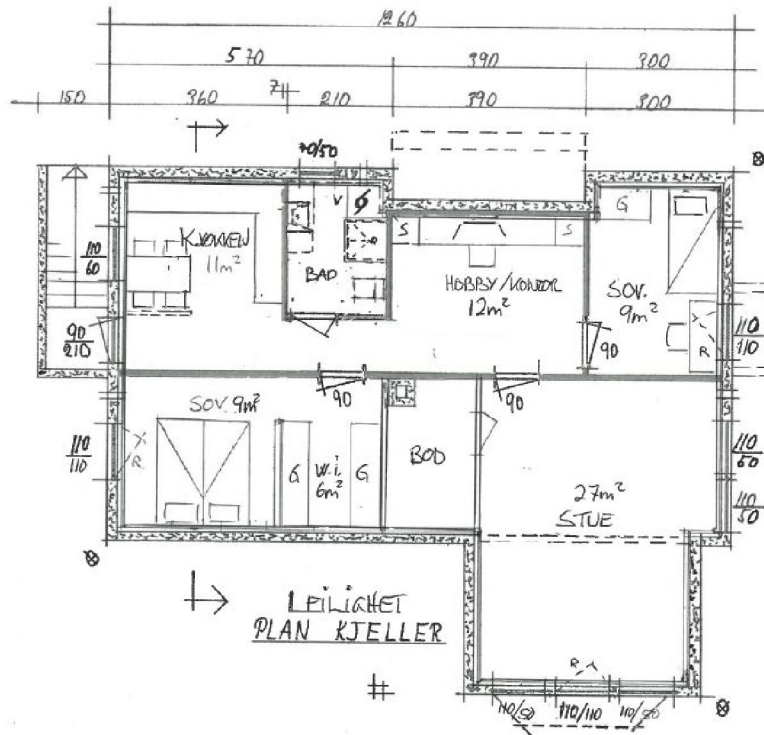 1260
570 390 300
150 360 7 210 390 300
70/50
V
G
KJØKKEN
11m²
S S
110
60
BAD
HOBBY/KONTOR
12m²
SOV.
9m²
R
110
110
90
210
90
90
90
SOV. 9m²
110
110
R
G W.i. G
6m²
BOD
27m²
STUE
110
50
110
50
LEILIGHET
PLAN KJELLER
R
110/50 110/110 110/50